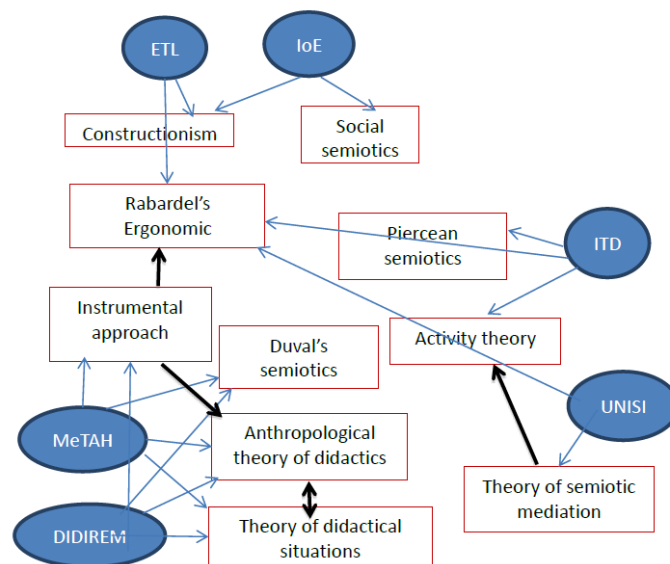 ETL
IoE
Constructionism
Social
semiotics
Rabardel's
Ergonomic
Piercean
semiotics
ITD
Instrumental
approach
Duval's
semiotics
Activity theory
UNISI
MeTAH
Anthropological
theory of didactics
Theory of semiotic
mediation
DIDIREM
Theory of didactical
situations